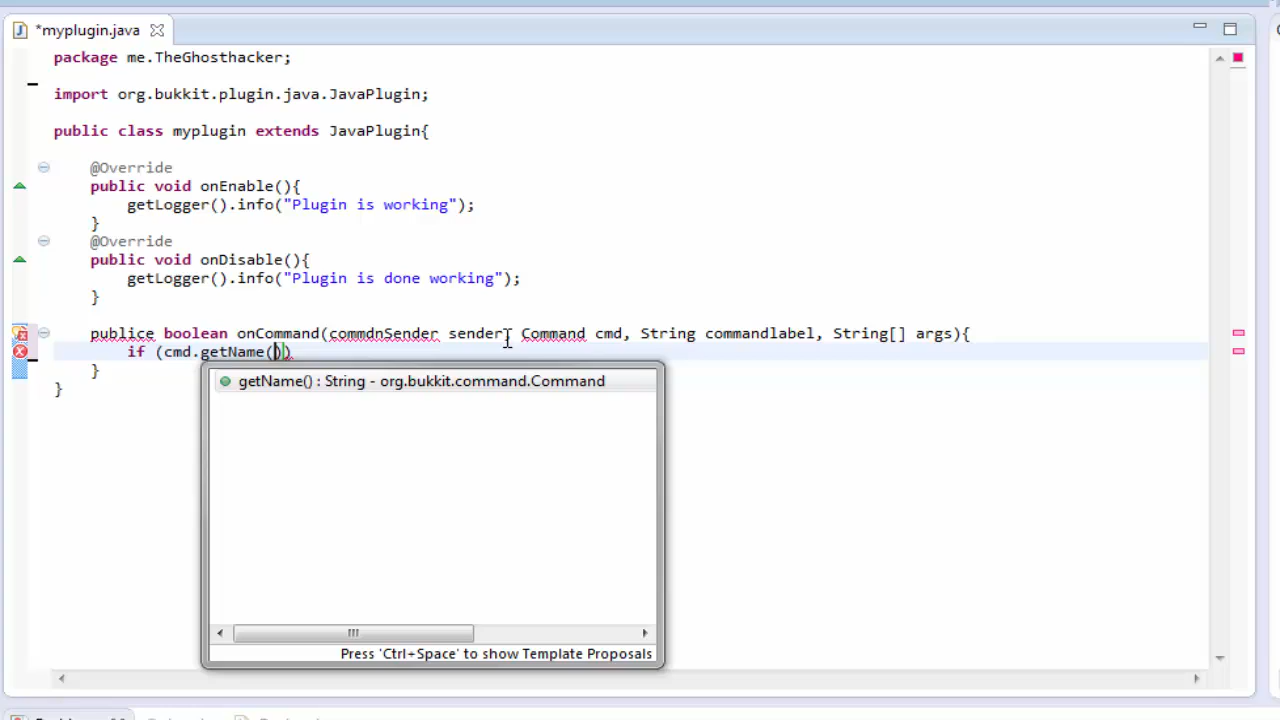 *myplugin.java
package me.TheGhosthacker;
import org.bukkit.plugin.java.JavaPlugin;
public class myplugin extends JavaPlugin{
@Override
public void onEnable(){
getLogger().info("Plugin is working");
}
@Override
public void onDisable(){
getLogger().info("Plugin is done working");
}
publice boolean onCommand(commdnSender sender, Command cmd, String commandlabel, String[] args){
if (cmd.getName())
}
}
getName() : String - org.bukkit.command.Command
Press 'Ctrl+Space' to show Template Proposals